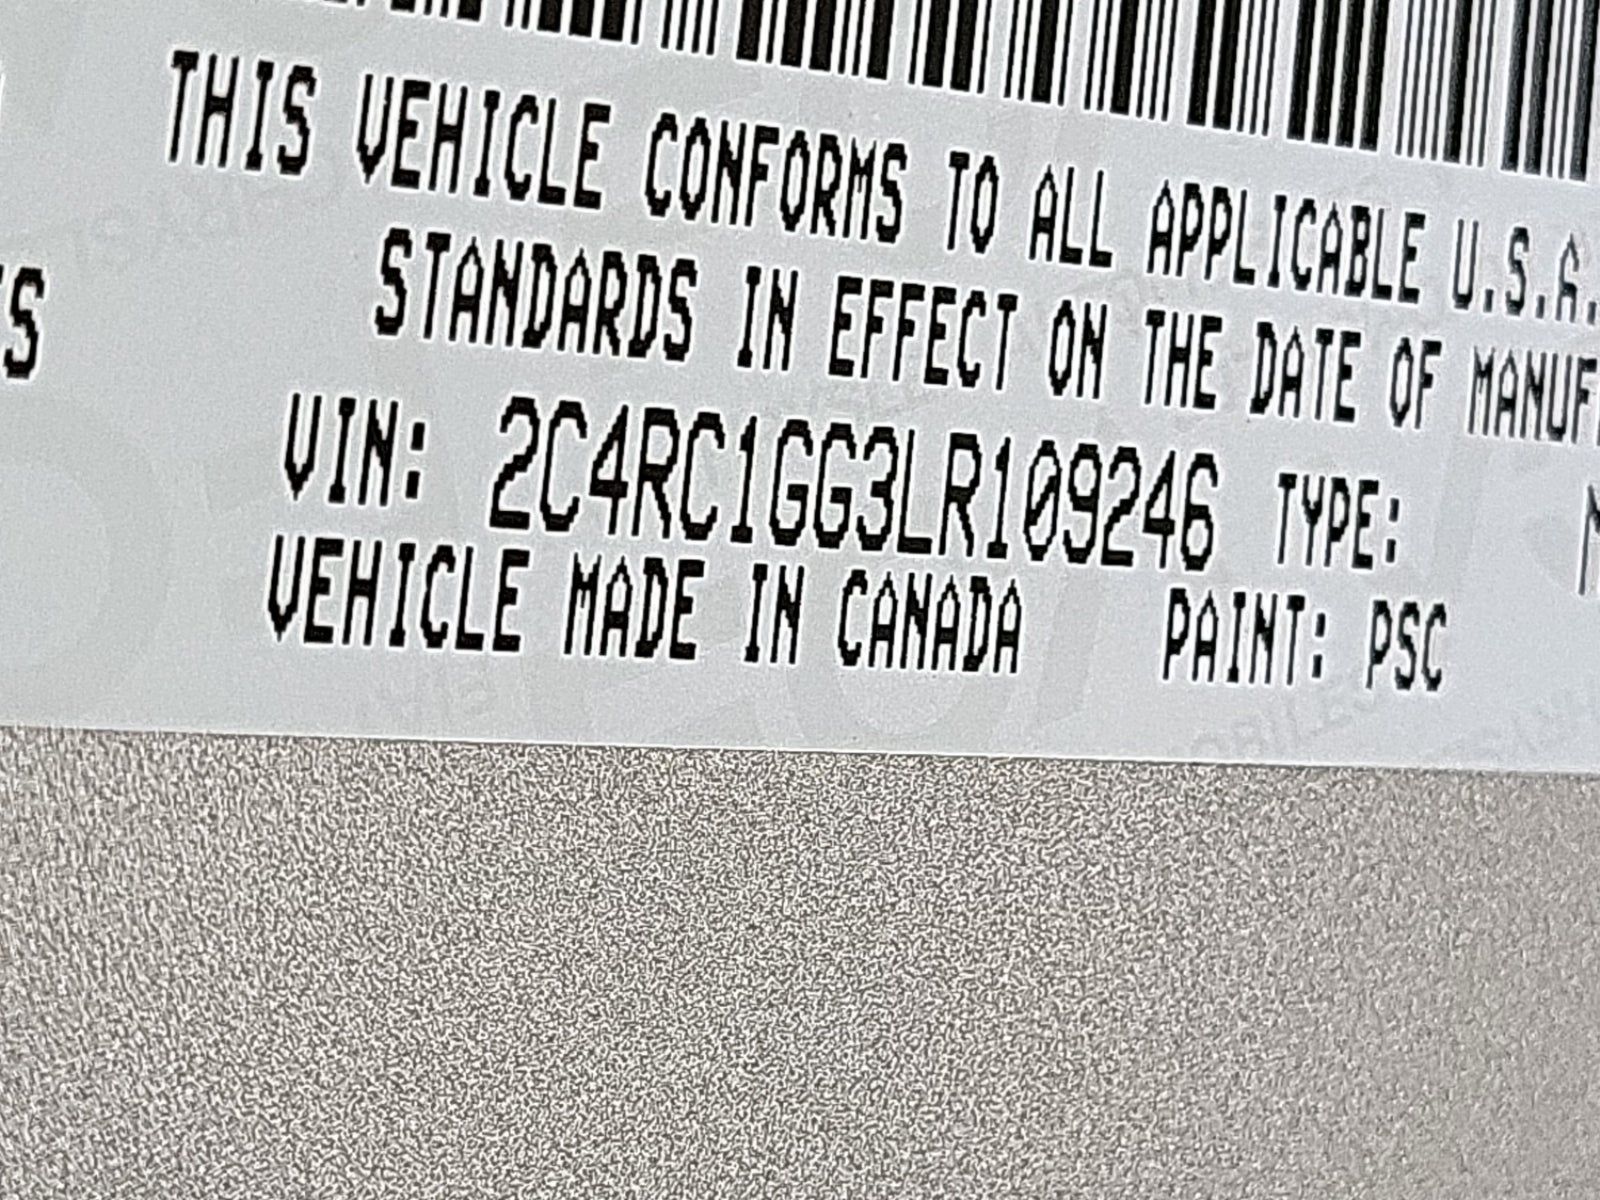 THIS VEHICLE CONFORMS TO ALL APPLICABLE U.S.A.
STANDARDS IN EFFECT ON THE DATE OF MANUF
VIN: 2C4RC1GG3LR109246 TYPE:
VEHICLE MADE IN CANADA PAINT: PSC